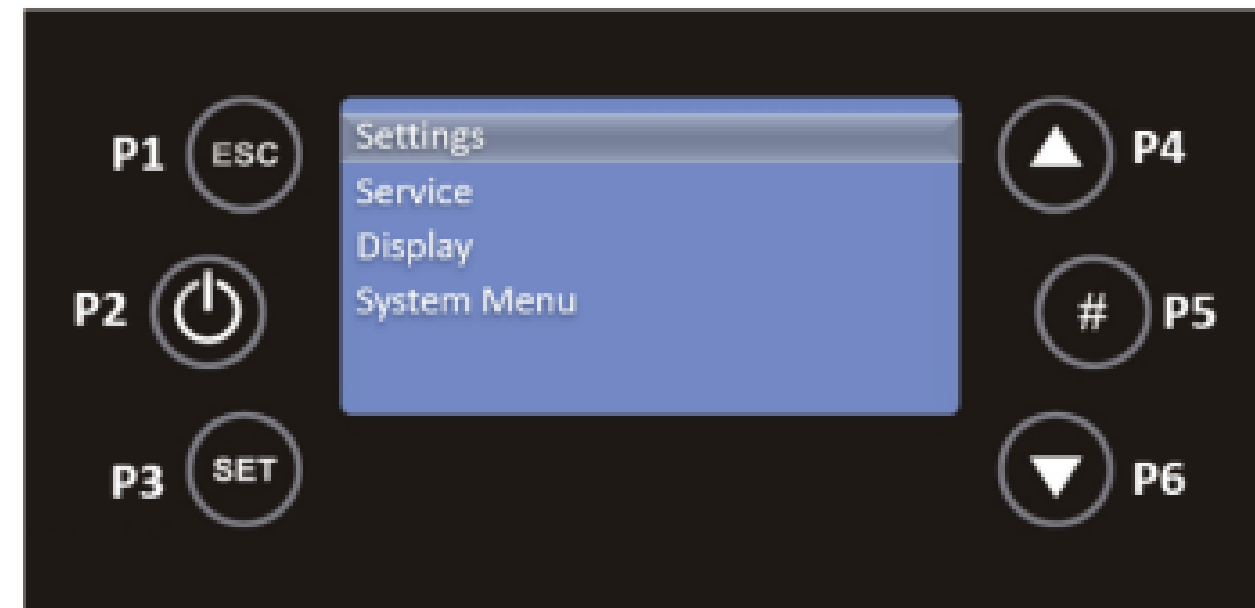 P1 ESC
P2
P3 SET
Settings
Service
Display
System Menu
P4
# P5
P6